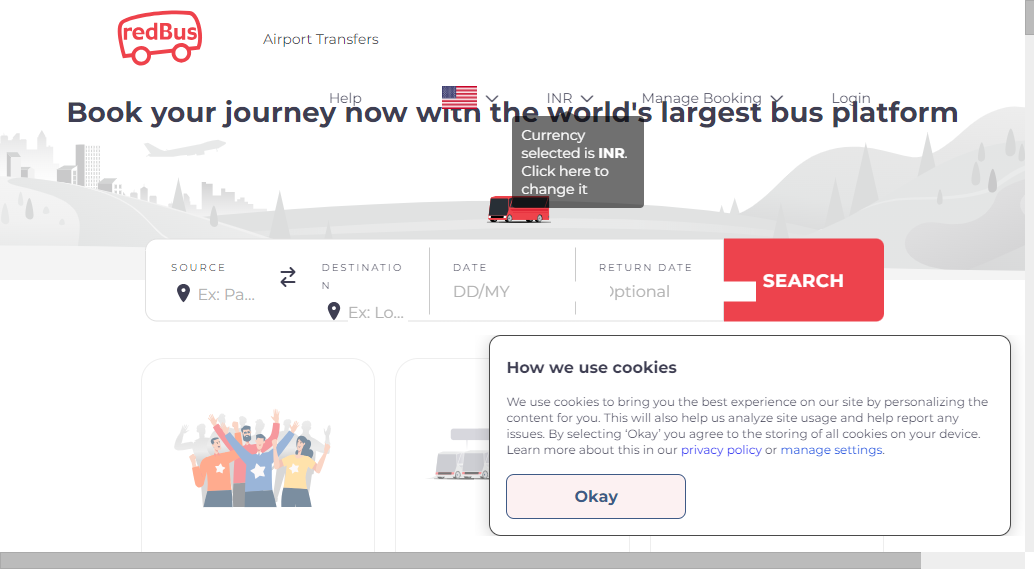 redBus
Airport Transfers
Help
INR
Manage Booking
Login
Book your journey now with the world's largest bus platform
Currency
selected is INR.
Click here to
change it
SOURCE
Ex: Pa...
DESTINATIO
N
Ex: Lo...
DATE
DD/MY
RETURN DATE
Optional
SEARCH
How we use cookies
We use cookies to bring you the best experience on our site by personalizing the
content for you. This will also help us analyze site usage and help report any
issues. By selecting ‘Okay’ you agree to the storing of all cookies on your device.
Learn more about this in our privacy policy or manage settings.
Okay